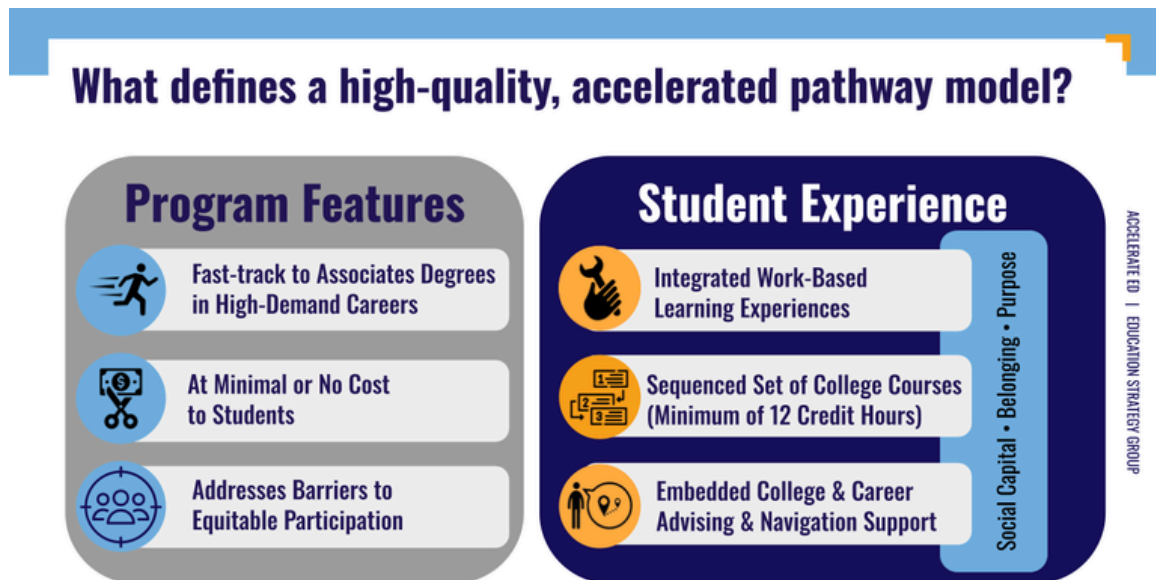 What defines a high-quality, accelerated pathway model?
Program Features
Fast-track to Associates Degrees
in High-Demand Careers
At Minimal or No Cost
to Students
Addresses Barriers to
Equitable Participation
Student Experience
Integrated Work-Based
Learning Experiences
1
2
3
Sequenced Set of College Courses
(Minimum of 12 Credit Hours)
Embedded College & Career
Advising & Navigation Support
Social Capital • Belonging • Purpose
ACCELERATE ED | EDUCATION STRATEGY GROUP